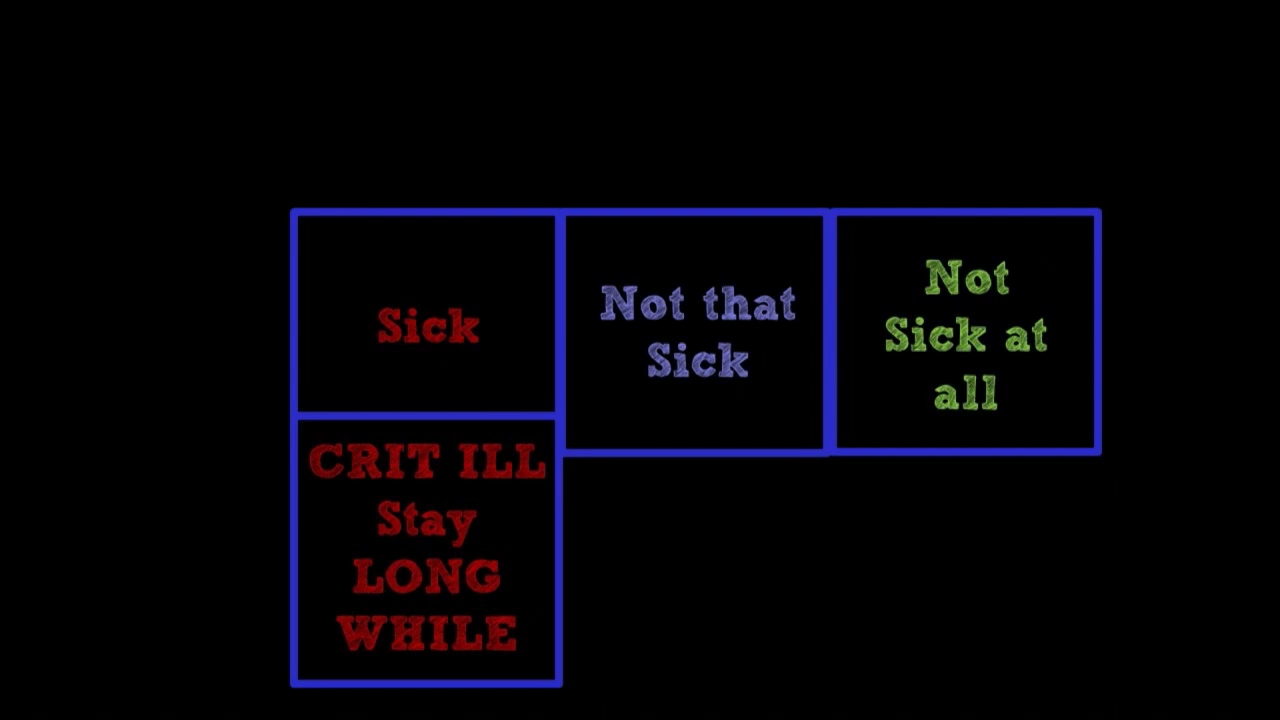 Sick
CRIT ILL
Stay
LONG
WHILE
Not that
Sick
Not
Sick at
all